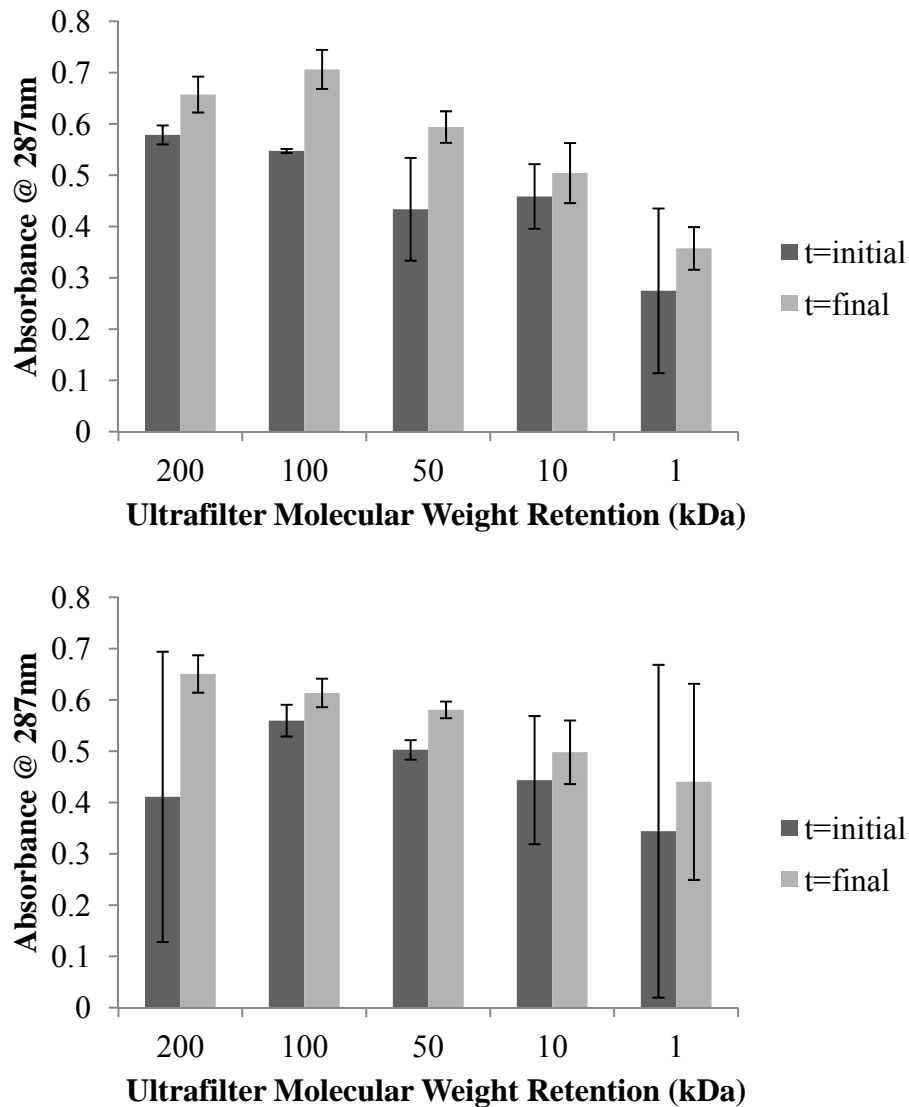 0.8
0.7
0.6
0.5
0.4
0.3
0.2
0.1
0
Absorbance @ 287nm
200 100 50 10 1
Ultrafilter Molecular Weight Retention (kDa)
t=initial
t=final
0.8
0.7
0.6
0.5
0.4
0.3
0.2
0.1
0
Absorbance @ 287nm
200 100 50 10 1
Ultrafilter Molecular Weight Retention (kDa)
t=initial
t=final